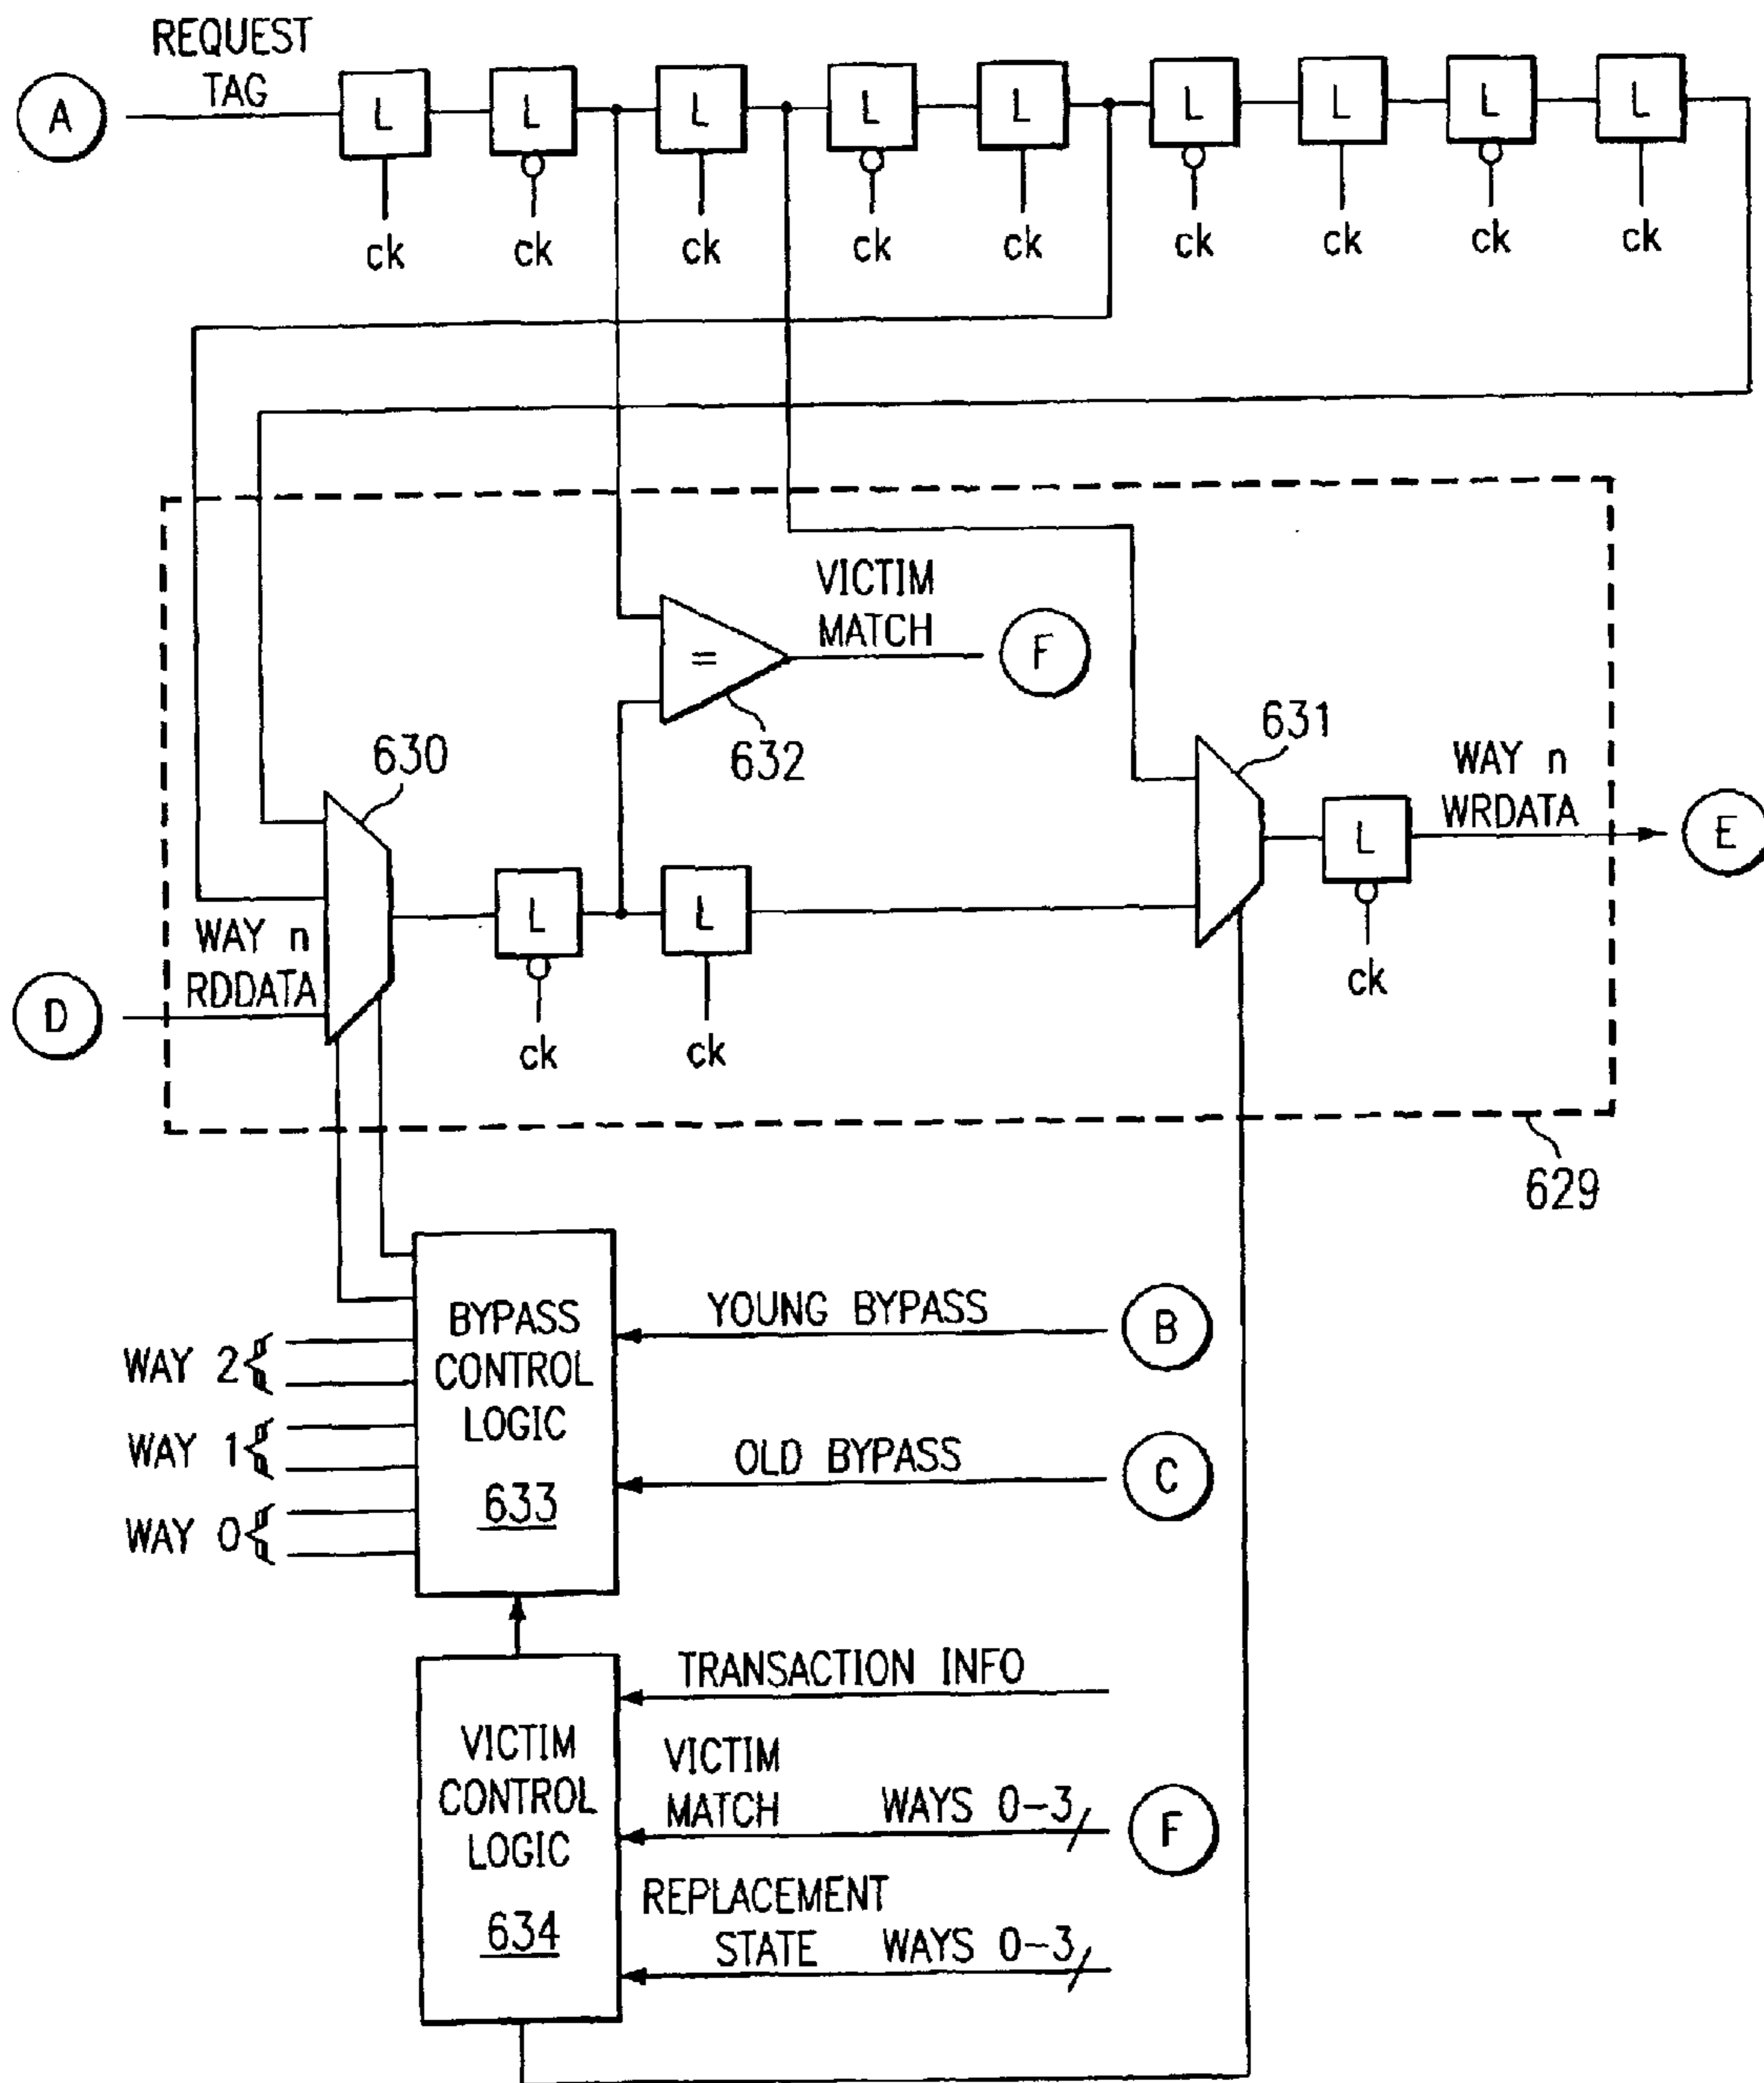 REQUEST
TAG
A
L
L
L
L
L
L
L
L
L
ck
ck
ck
ck
ck
ck
ck
ck
ck
VICTIM
MATCH
F
=
632
630
631
WAY n
WRDATA
L
E
ck
WAY n
RDDATA
D
L
L
ck
ck
629
BYPASS
CONTROL
LOGIC
633
YOUNG BYPASS
B
OLD BYPASS
C
WAY 2
WAY 1
WAY 0
VICTIM
CONTROL
LOGIC
634
TRANSACTION INFO
VICTIM
MATCH WAYS 0-3
F
REPLACEMENT
STATE WAYS 0-3